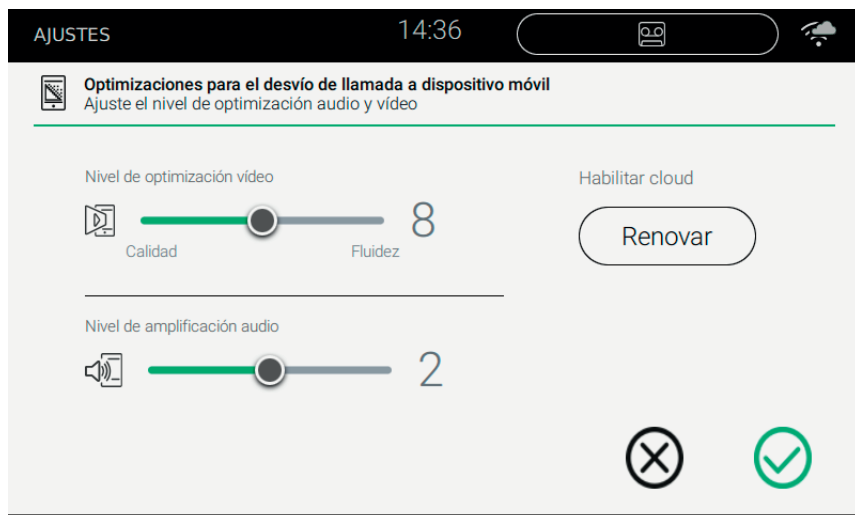 AJUSTES
14:36
Optimizaciones para el desvío de llamada a dispositivo móvil
Ajuste el nivel de optimización audio y vídeo
Nivel de optimización vídeo
Habilitar cloud
8
Calidad
Fluidez
Renovar
Nivel de amplificación audio
2